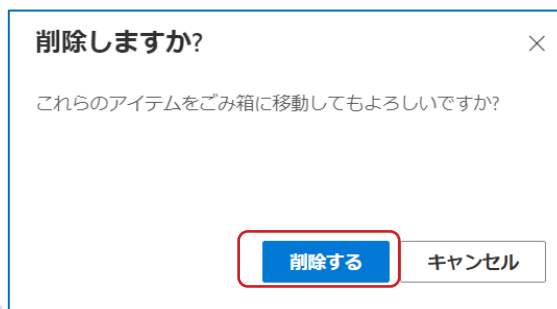 削除しますか?
これらのアイテムをごみ箱に移動してもよろしいですか?
削除する
キャンセル